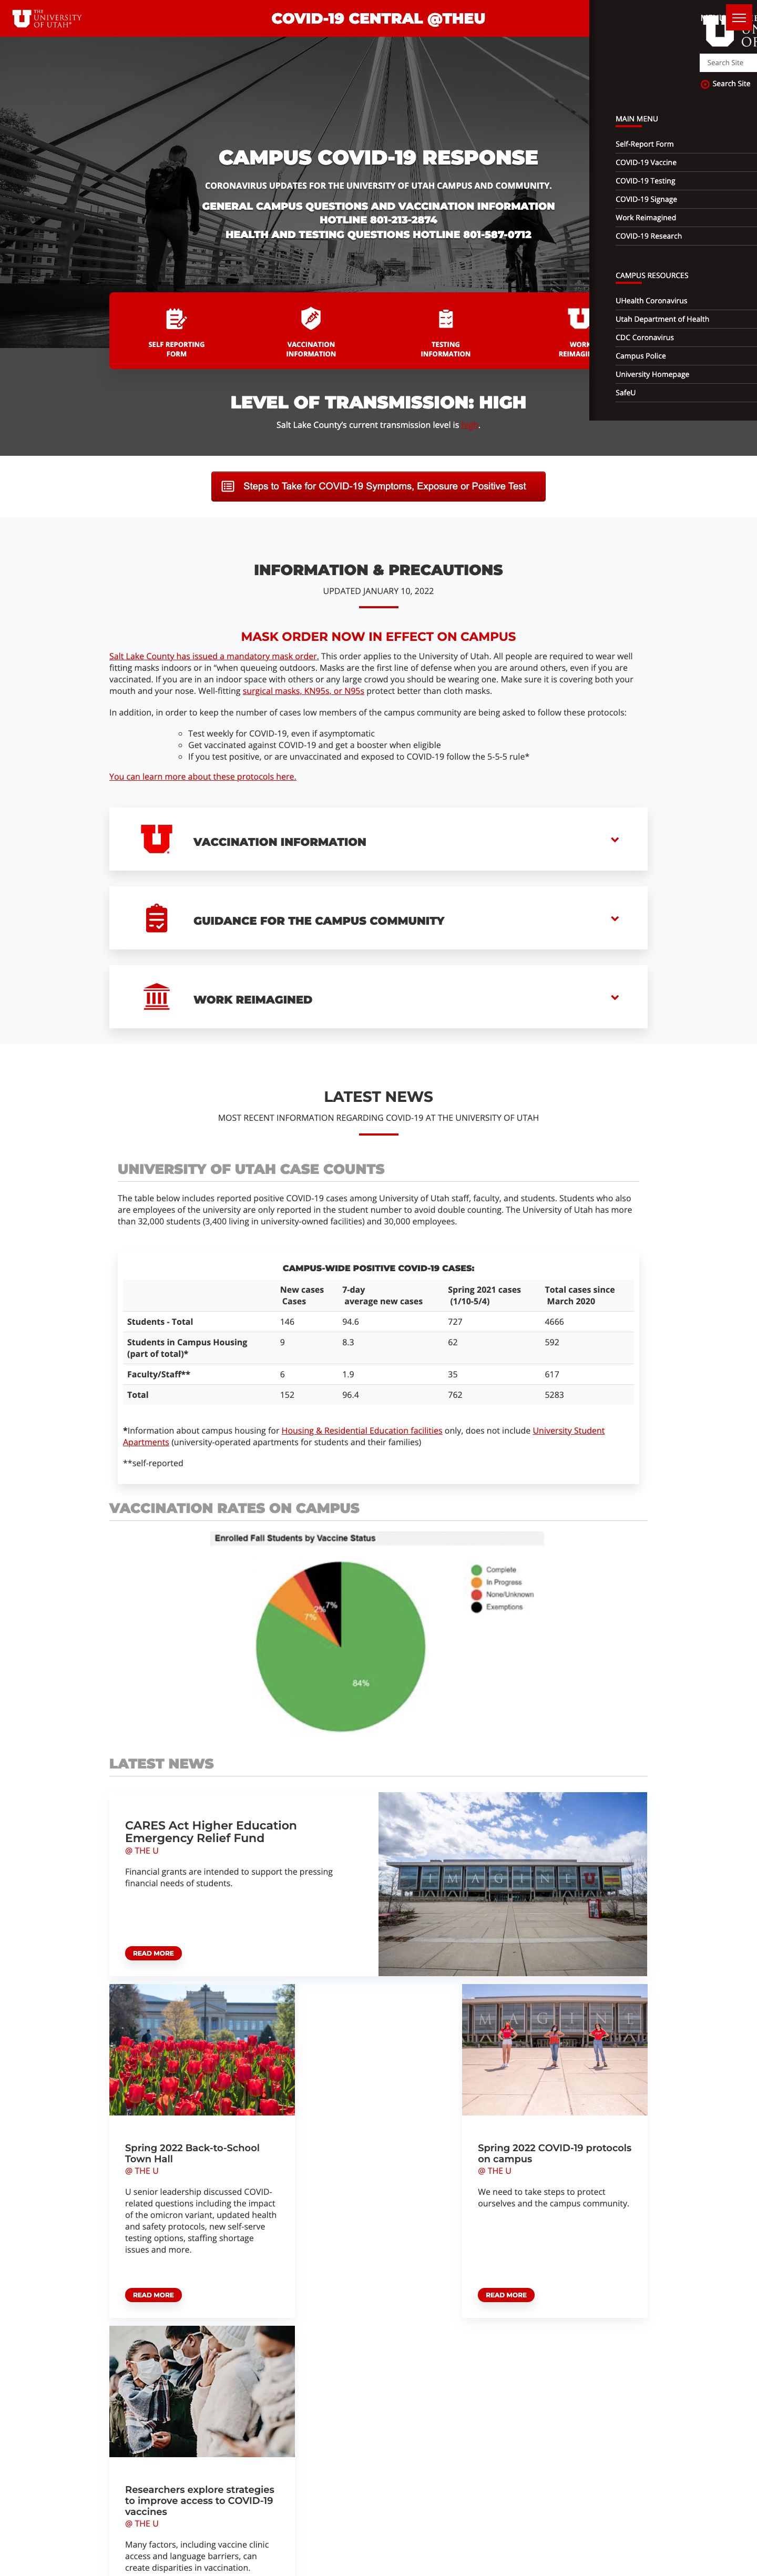 THE
UNIVERSITY
OF UTAH®
COVID-19 CENTRAL @THEU
Search Site
Search Site
MAIN MENU
Self-Report Form
COVID-19 Vaccine
COVID-19 Testing
COVID-19 Signage
Work Reimagined
COVID-19 Research
CAMPUS RESOURCES
UHealth Coronavirus
Utah Department of Health
CDC Coronavirus
Campus Police
University Homepage
SafeU
CAMPUS COVID-19 RESPONSE
CORONAVIRUS UPDATES FOR THE UNIVERSITY OF UTAH CAMPUS AND COMMUNITY.
GENERAL CAMPUS QUESTIONS AND VACCINATION INFORMATION
HOTLINE 801-213-2874
HEALTH AND TESTING QUESTIONS HOTLINE 801-587-0712
SELF REPORTING
FORM
VACCINATION
INFORMATION
TESTING
INFORMATION
WORK
LEVEL OF TRANSMISSION: HIGH
Salt Lake County's current transmission level is high.
Steps to Take for COVID-19 Symptoms, Exposure or Positive Test
INFORMATION & PRECAUTIONS
UPDATED JANUARY 10, 2022
MASK ORDER NOW IN EFFECT ON CAMPUS
Salt Lake County has issued a mandatory mask order. This order applies to the University of Utah. All people are required to wear well
fitting masks indoors or in "when queueing outdoors. Masks are the first line of defense when you are around others, even if you are
vaccinated. If you are in an indoor space with others or any large crowd you should be wearing one. Make sure it is covering both your
mouth and your nose. Well-fitting surgical masks, KN95s, or N95s protect better than cloth masks.
In addition, in order to keep the number of cases low members of the campus community are being asked to follow these protocols:
Test weekly for COVID-19, even if asymptomatic
Get vaccinated against COVID-19 and get a booster when eligible
If you test positive, or are unvaccinated and exposed to COVID-19 follow the 5-5-5 rule*
You can learn more about these protocols here.
VACCINATION INFORMATION
GUIDANCE FOR THE CAMPUS COMMUNITY
WORK REIMAGINED
LATEST NEWS
MOST RECENT INFORMATION REGARDING COVID-19 AT THE UNIVERSITY OF UTAH
UNIVERSITY OF UTAH CASE COUNTS
The table below includes reported positive COVID-19 cases among University of Utah staff, faculty, and students. Students who also
are employees of the university are only reported in the student number to avoid double counting. The University of Utah has more
than 32,000 students (3,400 living in university-owned facilities) and 30,000 employees.
CAMPUS-WIDE POSITIVE COVID-19 CASES:
New cases 7-day Spring 2021 cases Total cases since
Cases average new cases (1/10-5/4) March 2020
Students - Total 146 94.6 727 4666
Students in Campus Housing 9 8.3 62 592
(part of total)*
Faculty/Staff** 6 1.9 35 617
Total 152 96.4 762 5283
*Information about campus housing for Housing & Residential Education facilities only, does not include University Student
Apartments (university-operated apartments for students and their families)
**self-reported
VACCINATION RATES ON CAMPUS
Enrolled Fall Students by Vaccine Status
Complete
In Progress
None/Unknown
Exemptions
7%
2%
7%
84%
LATEST NEWS
CARES Act Higher Education
Emergency Relief Fund
@ THE U
Financial grants are intended to support the pressing
financial needs of students.
READ MORE
IMAGINE
Spring 2022 Back-to-School
Town Hall
@ THE U
U senior leadership discussed COVID-
related questions including the impact
of the omicron variant, updated health
and safety protocols, new self-serve
testing options, staffing shortage
issues and more.
READ MORE
MAGINE
Spring 2022 COVID-19 protocols
on campus
@ THE U
We need to take steps to protect
ourselves and the campus community.
READ MORE
Researchers explore strategies
to improve access to COVID-19
vaccines
@ THE U
Many factors, including vaccine clinic
access and language barriers, can
create disparities in vaccination.